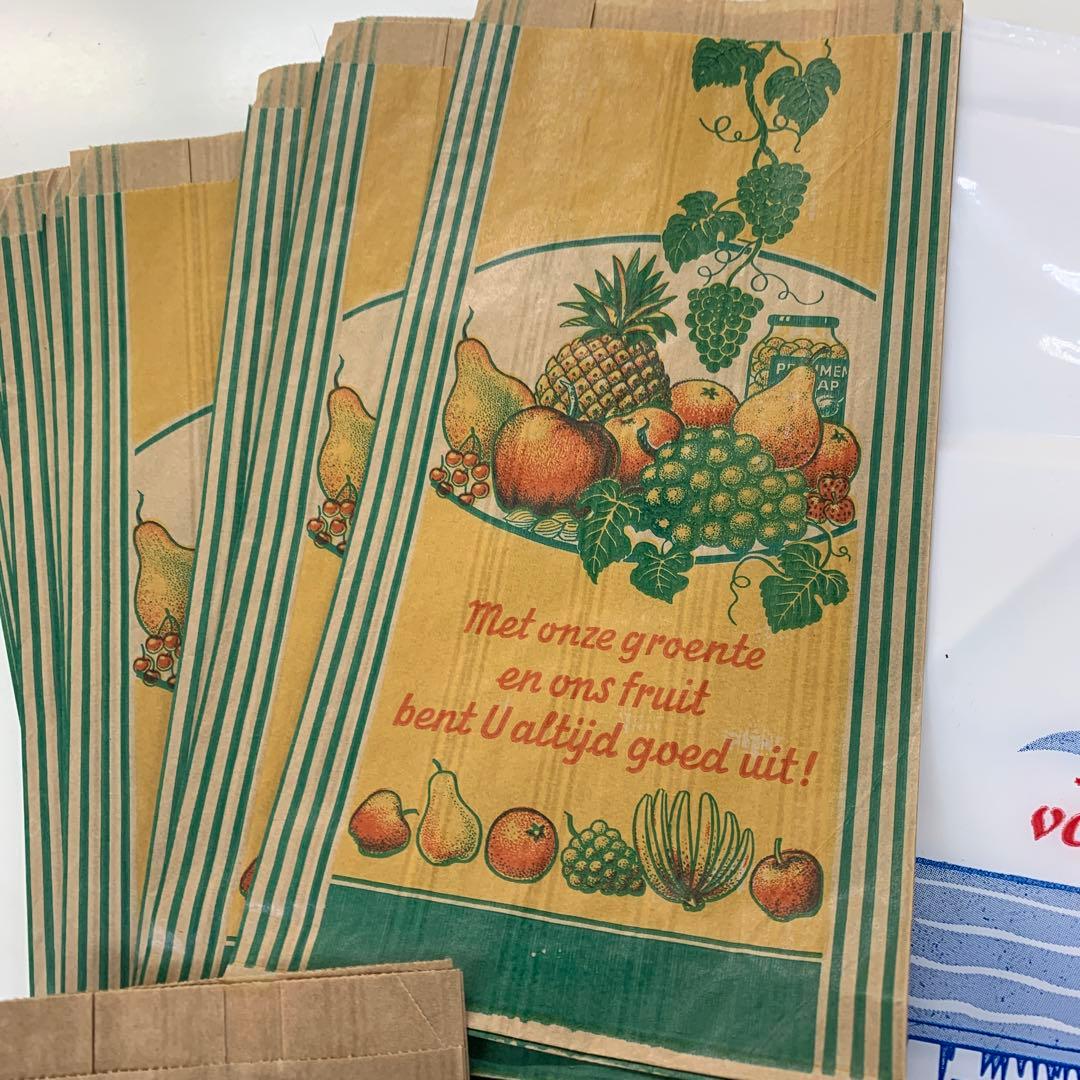 Met onze groente
en ons fruit
bent U altijd goed uit!